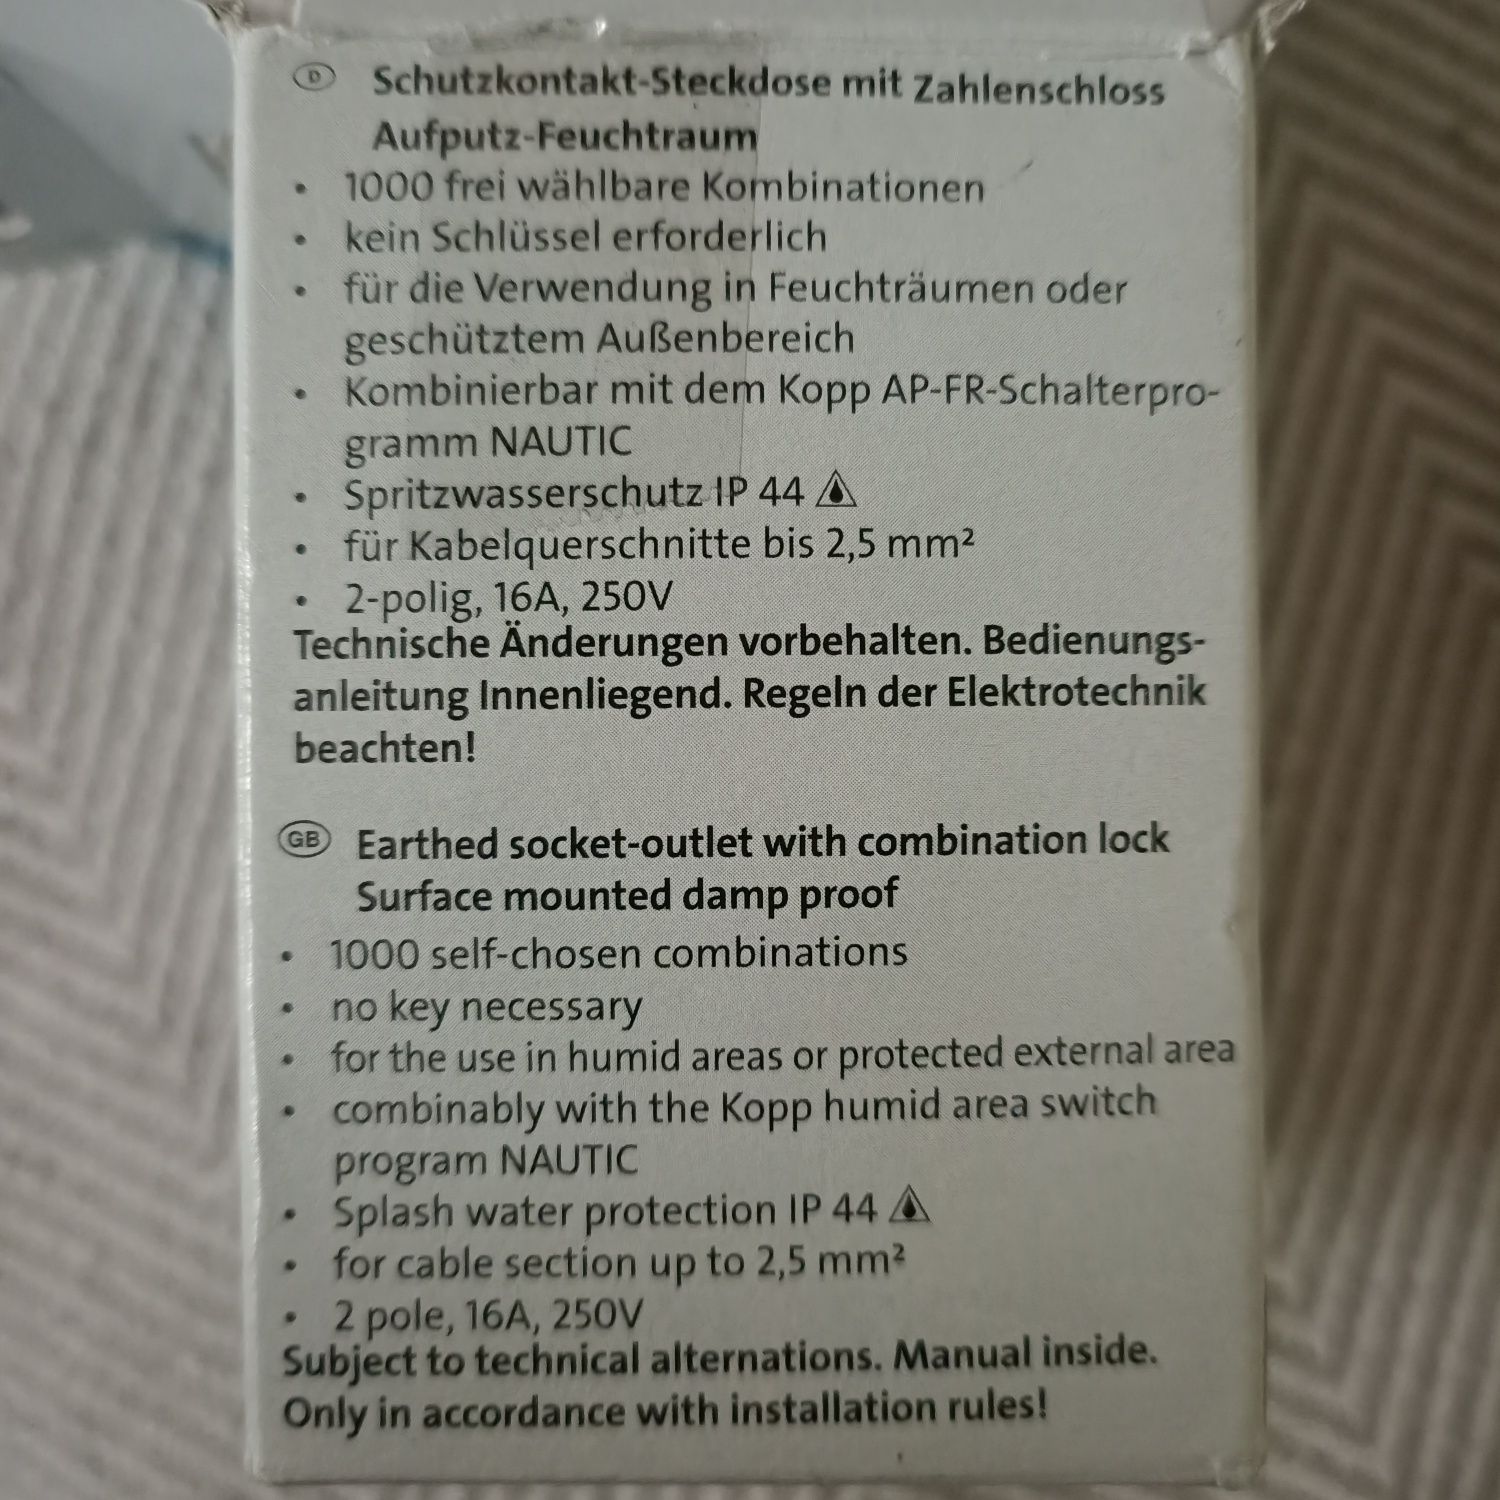 D Schutzkontakt-Steckdose mit Zahlenschloss
Aufputz-Feuchtraum
• 1000 frei wählbare Kombinationen
• kein Schlüssel erforderlich
• für die Verwendung in Feuchträumen oder
geschütztem Außenbereich
• Kombinierbar mit dem Kopp AP-FR-Schalterpro-
gramm NAUTIC
• Spritzwasserschutz IP 44
• für Kabelquerschnitte bis 2,5 mm²
• 2-polig, 16A, 250V
Technische Änderungen vorbehalten. Bedienungs-
anleitung Innenliegend. Regeln der Elektrotechnik
beachten!
GB Earthed socket-outlet with combination lock
Surface mounted damp proof
• 1000 self-chosen combinations
• no key necessary
• for the use in humid areas or protected external area
• combinably with the Kopp humid area switch
program NAUTIC
• Splash water protection IP 44
• for cable section up to 2,5 mm²
• 2 pole, 16A, 250V
Subject to technical alternations. Manual inside.
Only in accordance with installation rules!